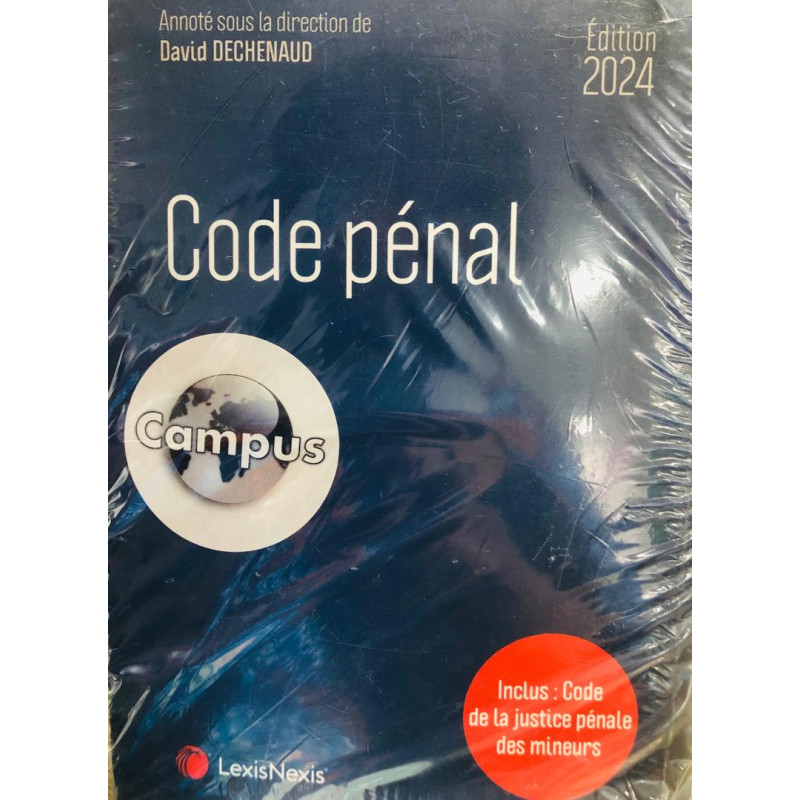 Annoté sous la direction de
David DECHENAUD
Édition
2024
Code pénal
Campus
Inclus : Code
de la justice pénale
des mineurs
LexisNexis